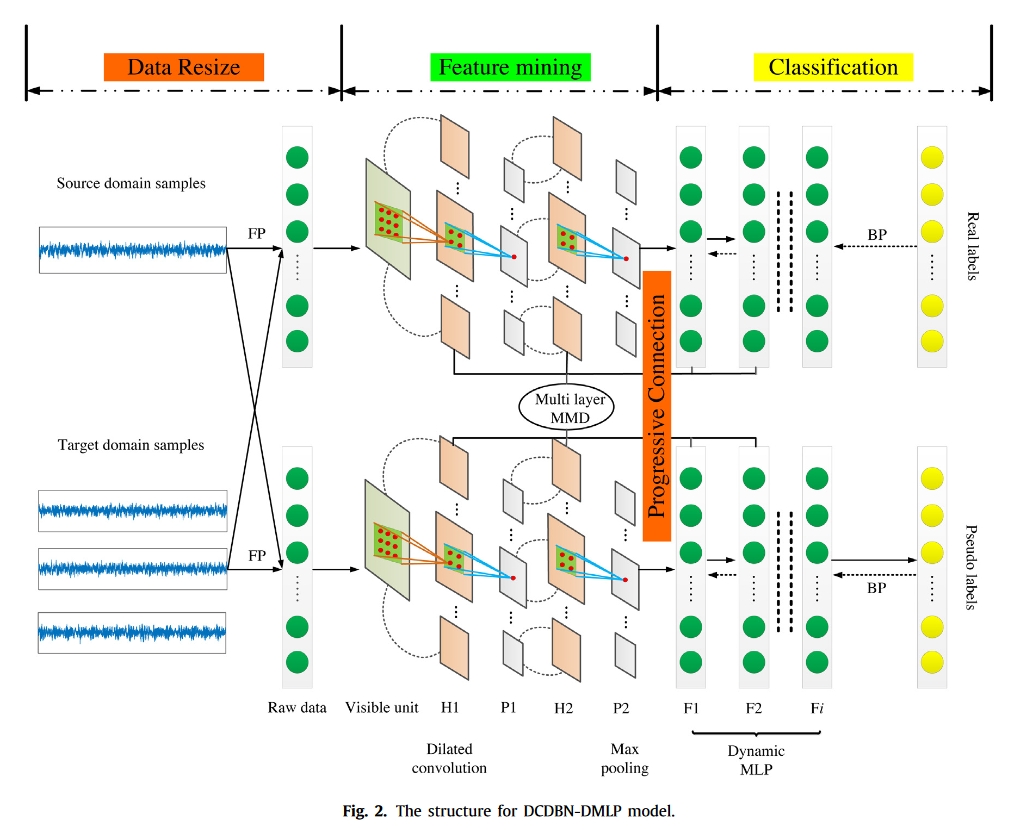 Data Resize
Feature mining
Classification
Source domain samples
FP
BP
Real labels
Multi layer
MMD
Progressive Connection
Target domain samples
FP
BP
Pseudo labels
Raw data
Visible unit
H1
P1
H2
P2
F1
F2
Fi
Dilated
convolution
Max
pooling
Dynamic
MLP
Fig. 2. The structure for DCDBN-DMLP model.